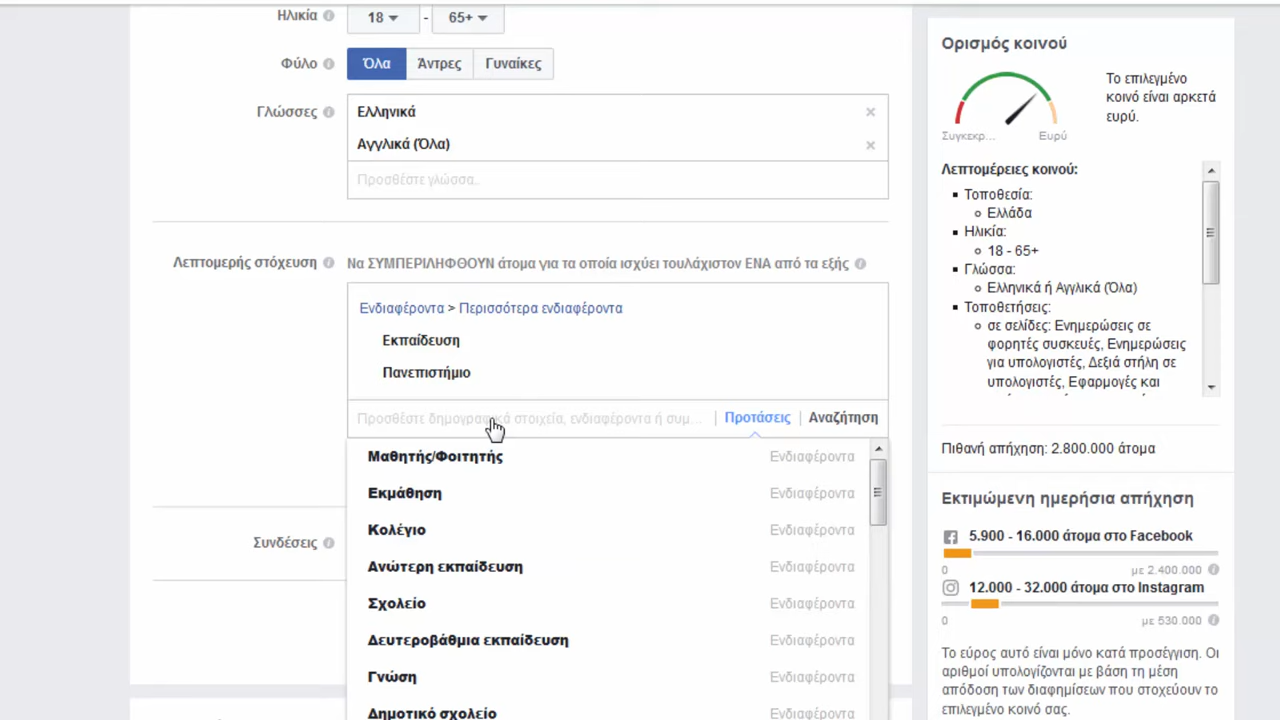 Ηλικία
18
-
65+
Φύλο
Όλα
Άντρες
Γυναίκες
Γλώσσες
Ελληνικά
Αγγλικά (Όλα)
Προσθέστε γλώσσα..
Λεπτομερής στόχευση
Να ΣΥΜΠΕΡΙΛΗΦΘΟΥΝ άτομα για τα οποία ισχύει τουλάχιστον ΕΝΑ από τα εξής
Ενδιαφέροντα > Περισσότερα ενδιαφέροντα
Εκπαίδευση
Πανεπιστήμιο
Προσθέστε δημογραφικά στοιχεία, ενδιαφέροντα ή συμ...
Προτάσεις
Αναζήτηση
Μαθητής/Φοιτητής Ενδιαφέροντα
Εκμάθηση Ενδιαφέροντα
Κολέγιο Ενδιαφέροντα
Ανώτερη εκπαίδευση Ενδιαφέροντα
Σχολείο Ενδιαφέροντα
Δευτεροβάθμια εκπαίδευση Ενδιαφέροντα
Γνώση Ενδιαφέροντα
Δημοτικό σχολείο Ενδιαφέροντα
Συνδέσεις
Ορισμός κοινού
Συγκεκρ...
Ευρύ
Το επιλεγμένο
κοινό είναι αρκετά
ευρύ.
Λεπτομέρειες κοινού:
Τοποθεσία:
Ελλάδα
Ηλικία:
18 - 65+
Γλώσσα:
Ελληνικά ή Αγγλικά (Όλα)
Τοποθετήσεις:
σε σελίδες: Ενημερώσεις σε
φορητές συσκευές, Ενημερώσεις
για υπολογιστές, Δεξιά στήλη σε
υπολογιστές, Εφαρμογές και
Πιθανή απήχηση: 2.800.000 άτομα
Εκτιμώμενη ημερήσια απήχηση
5.900 - 16.000 άτομα στο Facebook
0
με 2.400.000
12.000 - 32.000 άτομα στο Instagram
0
με 530.000
Το εύρος αυτό είναι μόνο κατά προσέγγιση. Οι
αριθμοί υπολογίζονται με βάση τη μέση
απόδοση των διαφημίσεων που στοχεύουν το
επιλεγμένο κοινό σας.